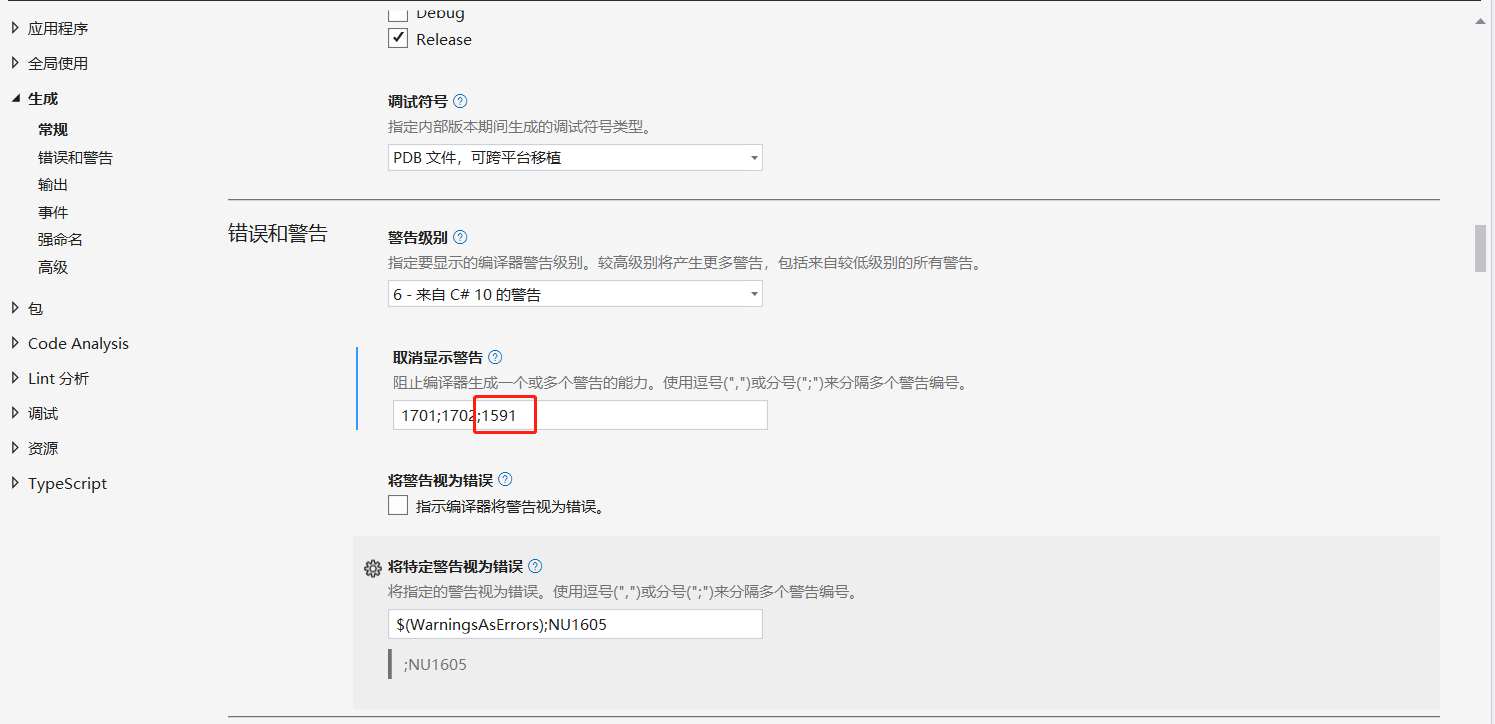 应用程序
全局使用
生成
常规
错误和警告
输出
事件
强命名
高级
包
Code Analysis
Lint 分析
调试
资源
TypeScript
Debug
Release
调试符号
指定内部版本期间生成的调试符号类型。
PDB 文件，可跨平台移植
错误和警告
警告级别
指定要显示的编译器警告级别。较高级别将产生更多警告，包括来自较低级别的所有警告。
6 - 来自 C# 10 的警告
取消显示警告
阻止编译器生成一个或多个警告的能力。使用逗号(",")或分号(";")来分隔多个警告编号。
1701;1702;1591
将警告视为错误
指示编译器将警告视为错误。
将特定警告视为错误
将指定的警告视为错误。使用逗号(",")或分号(";")来分隔多个警告编号。
$(WarningsAsErrors);NU1605
;NU1605